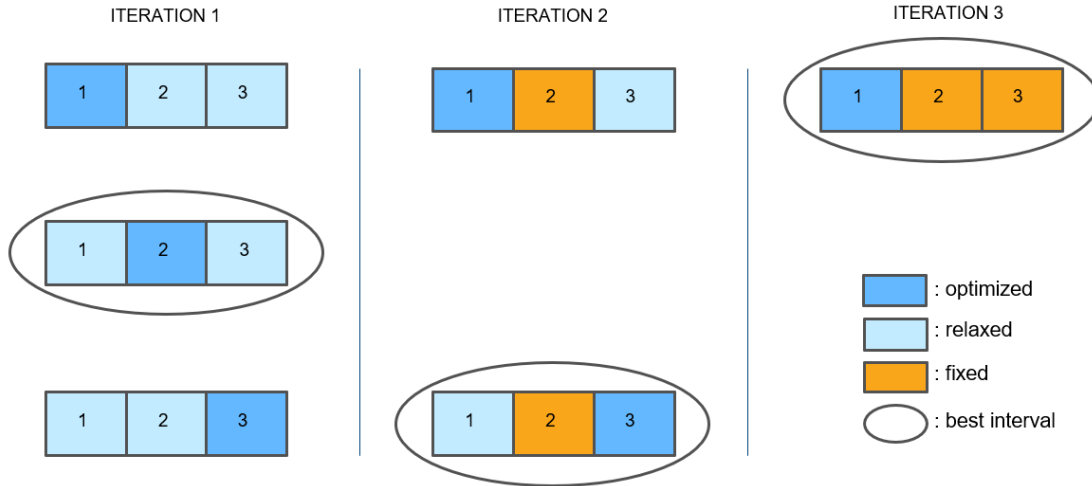 ITERATION 1
ITERATION 2
ITERATION 3
1 2 3
1 2 3
1 2 3
1 2 3
1 2 3
1 2 3
: optimized
: relaxed
: fixed
: best interval